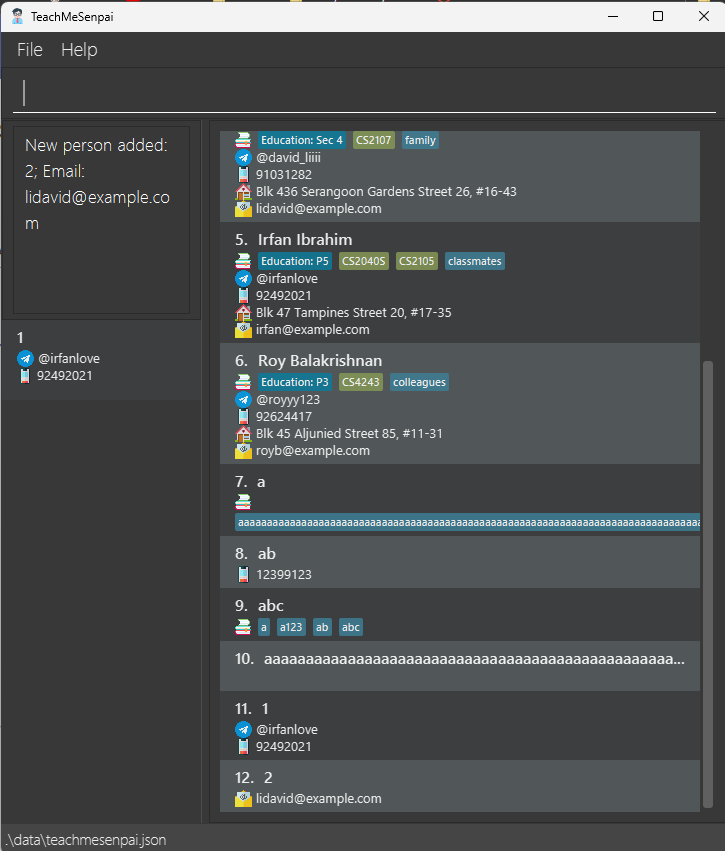 TeachMeSenpai
File Help
New person added:
2; Email:
lidavid@example.co
m
1
@irfanlove
92492021
Education: Sec 4 CS2107 family
@david_liiii
91031282
Blk 436 Serangoon Gardens Street 26, #16-43
lidavid@example.com
5. Irfan Ibrahim
Education: P5 CS2040S CS2105 classmates
@irfanlove
92492021
Blk 47 Tampines Street 20, #17-35
irfan@example.com
6. Roy Balakrishnan
Education: P3 CS4243 colleagues
@royyy123
92624417
Blk 45 Aljunied Street 85, #11-31
royb@example.com
7. a
8. ab
12399123
9. abc
a a123 ab abc
10.
11. 1
@irfanlove
92492021
12. 2
lidavid@example.com
.\data\teachmesenpai.json